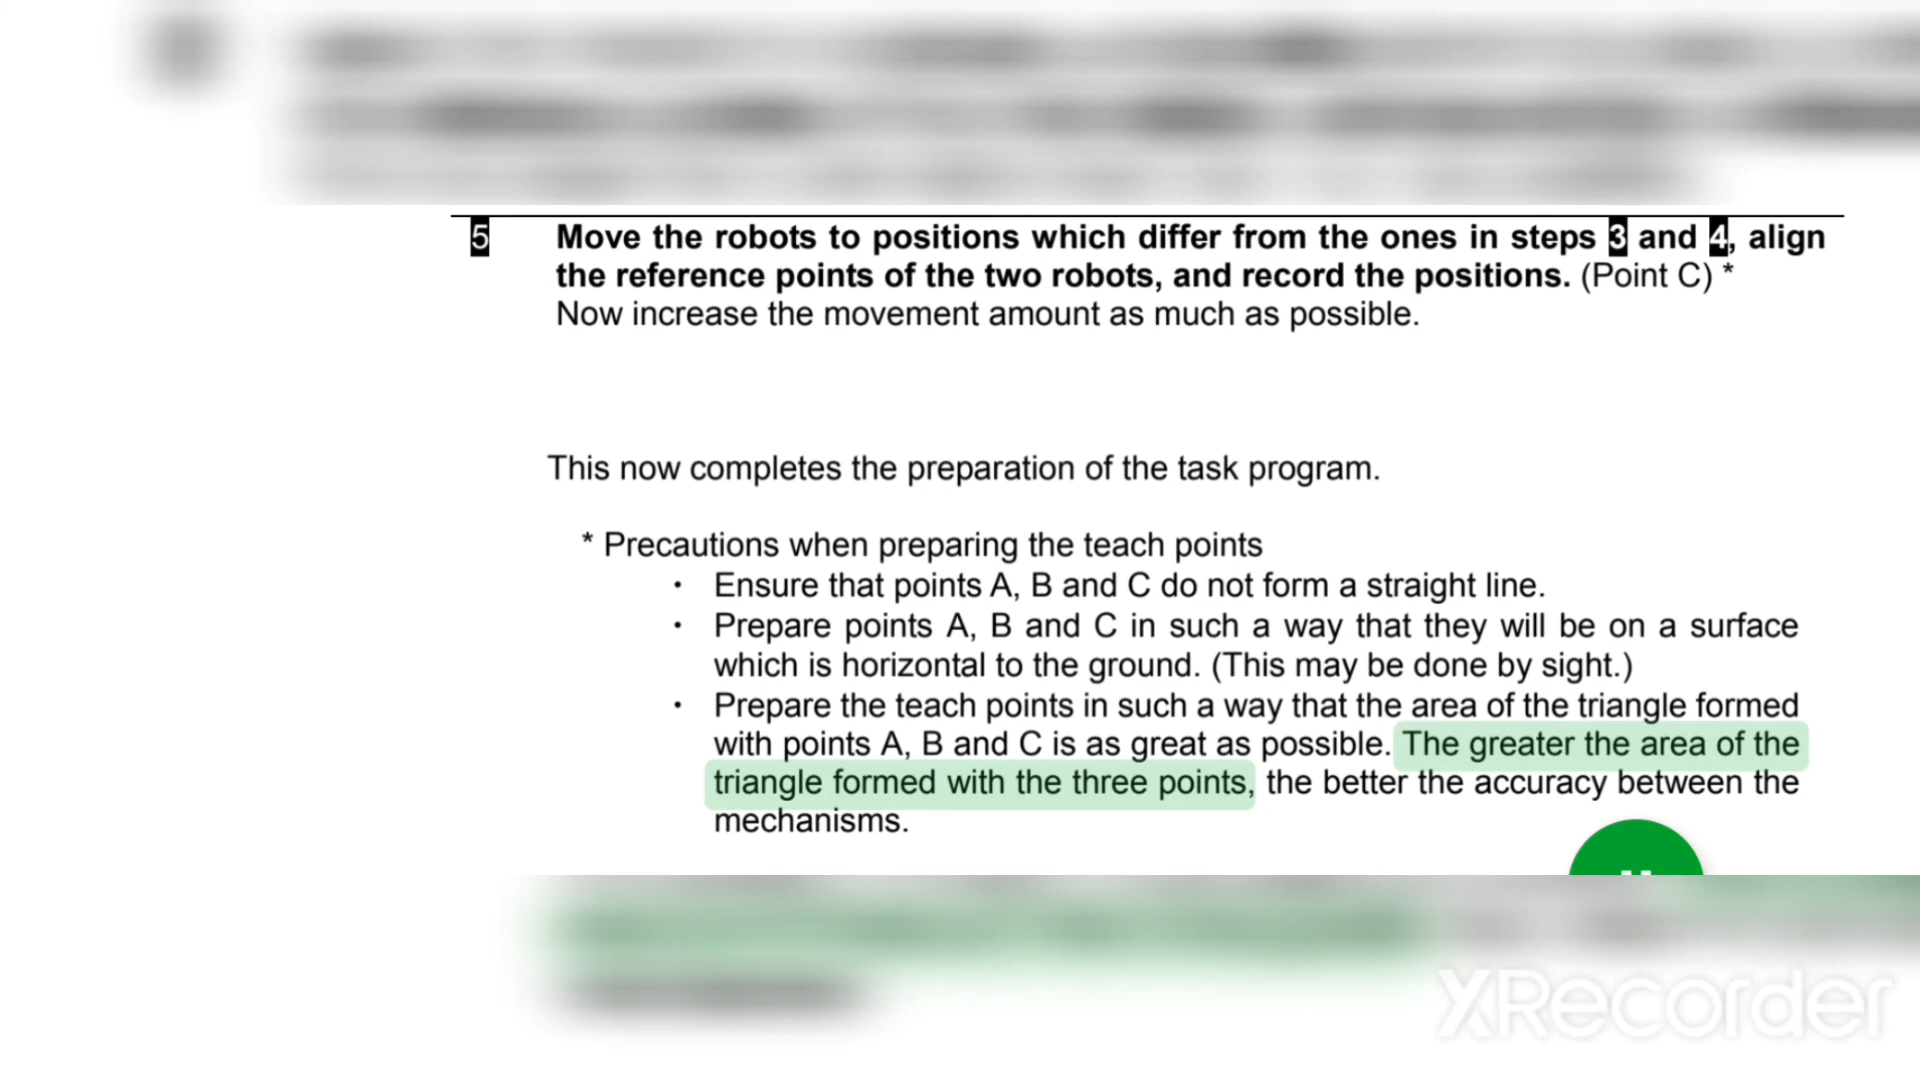 5 Move the robots to positions which differ from the ones in steps 3 and 4, align
the reference points of the two robots, and record the positions. (Point C) *
Now increase the movement amount as much as possible.
This now completes the preparation of the task program.
* Precautions when preparing the teach points
・ Ensure that points A, B and C do not form a straight line.
・ Prepare points A, B and C in such a way that they will be on a surface
which is horizontal to the ground. (This may be done by sight.)
・ Prepare the teach points in such a way that the area of the triangle formed
with points A, B and C is as great as possible. The greater the area of the
triangle formed with the three points, the better the accuracy between the
mechanisms.
XRecorder